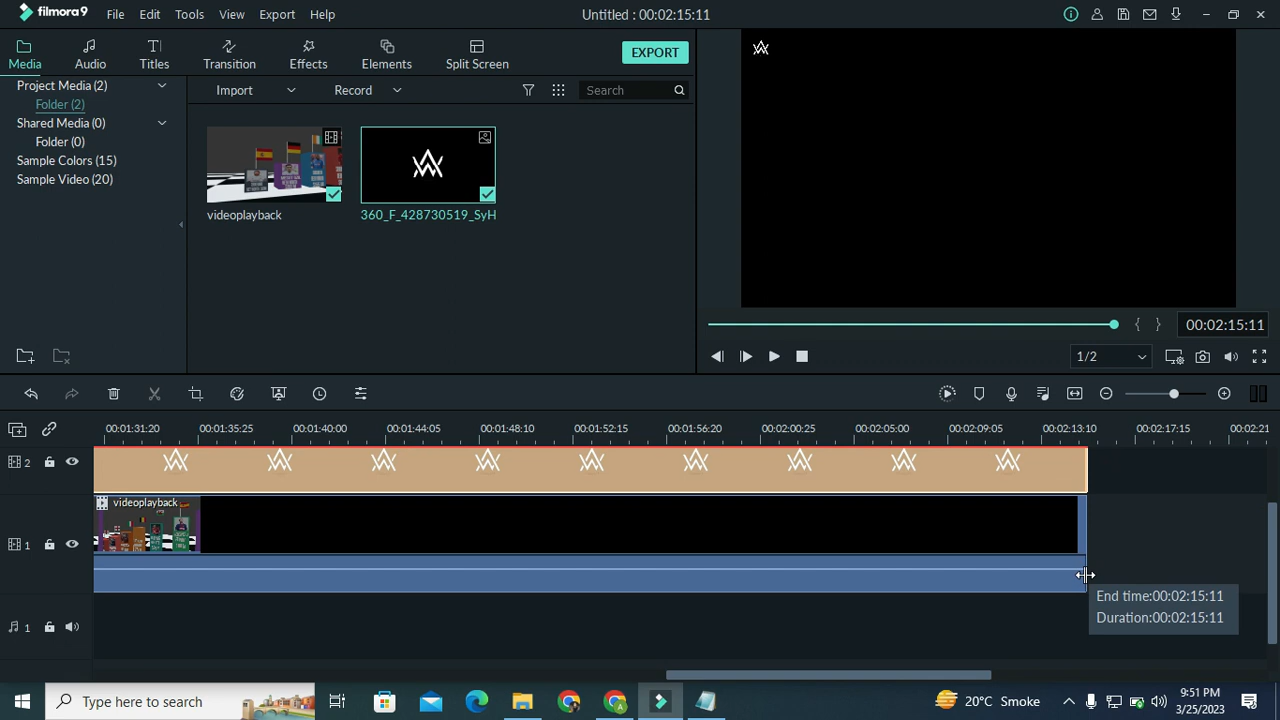 filmora9 File Edit Tools View Export Help Untitled : 00:02:15:11
Media Audio Titles Transition Effects Elements Split Screen EXPORT
Project Media (2)
Folder (2)
Shared Media (0)
Folder (0)
Sample Colors (15)
Sample Video (20)
Import Record Search
videoplayback 360_F_428730519_SyH
00:02:15:11
1/2
00:01:31:20 00:01:35:25 00:01:40:00 00:01:44:05 00:01:48:10 00:01:52:15 00:01:56:20 00:02:00:25 00:02:05:00 00:02:09:05 00:02:13:10 00:02:17:15 00:02:21
2
videoplayback
1
End time:00:02:15:11
Duration:00:02:15:11
1
Type here to search 20°C Smoke 9:51 PM
3/25/2023